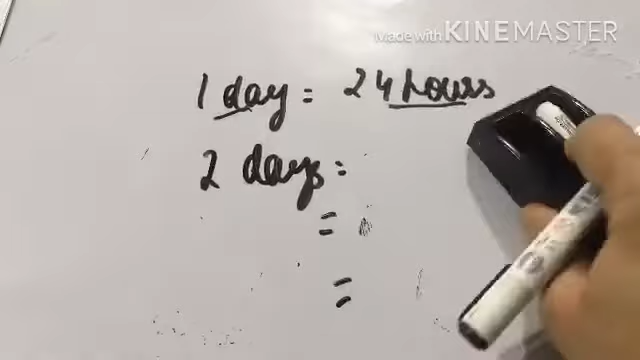 Made with KINEMASTER
1 day = 24 hours
2 days =
=
=